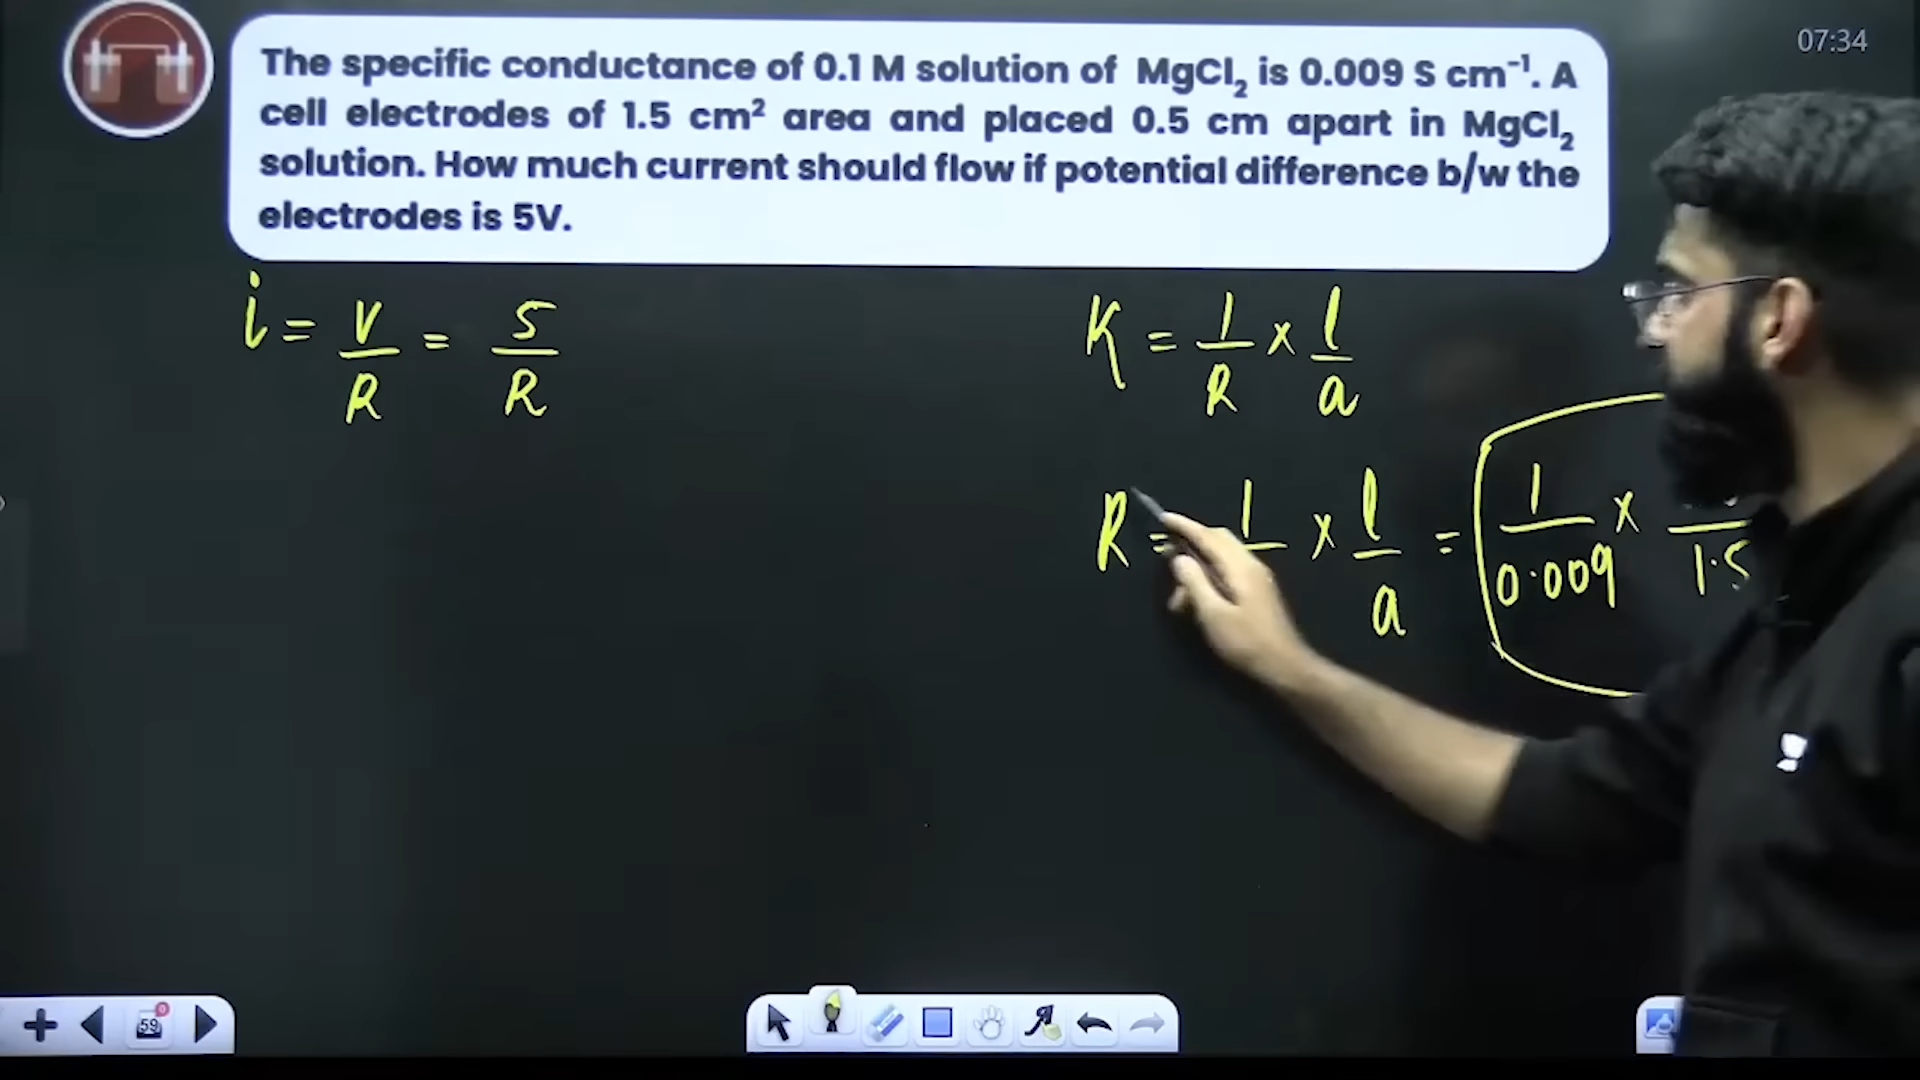 07:34
The specific conductance of 0.1 M solution of MgCl₂ is 0.009 S cm⁻¹. A
cell electrodes of 1.5 cm² area and placed 0.5 cm apart in MgCl₂
solution. How much current should flow if potential difference b/w the
electrodes is 5V.
i = V/R = 5/R
K = 1/R × l/a
R = 1/ × l/a = 1/0.009 × /1.5
59
0